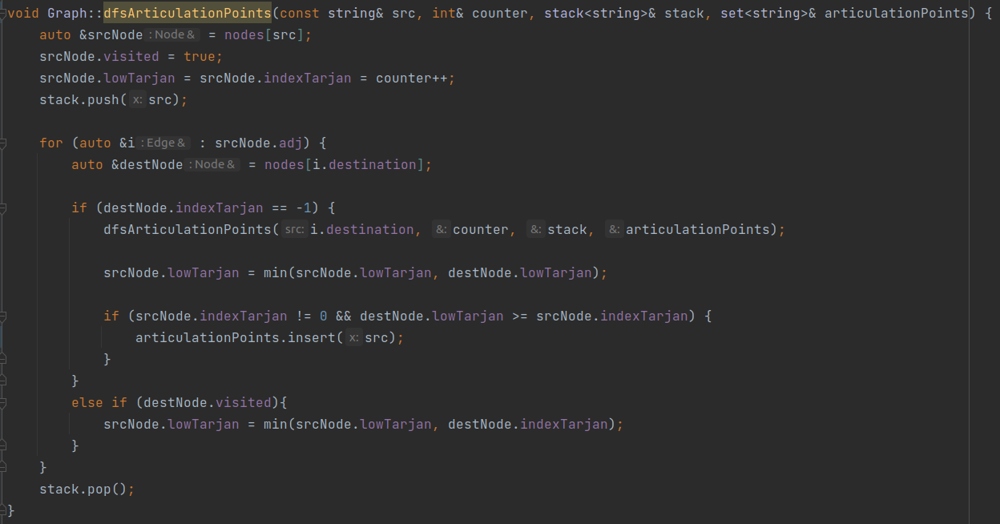 void Graph::dfsArticulationPoints(const string& src, int& counter, stack<string>& stack, set<string>& articulationPoints) {
    auto &srcNode : Node & = nodes[src];
    srcNode.visited = true;
    srcNode.lowTarjan = srcNode.indexTarjan = counter++;
    stack.push( x: src);

    for (auto &i : Edge & : srcNode.adj) {
        auto &destNode : Node & = nodes[i.destination];

        if (destNode.indexTarjan == -1) {
            dfsArticulationPoints( src: i.destination, &: counter, &: stack, &: articulationPoints);

            srcNode.lowTarjan = min(srcNode.lowTarjan, destNode.lowTarjan);

            if (srcNode.indexTarjan != 0 && destNode.lowTarjan >= srcNode.indexTarjan) {
                articulationPoints.insert( x: src);
            }
        }
        else if (destNode.visited){
            srcNode.lowTarjan = min(srcNode.lowTarjan, destNode.indexTarjan);
        }
    }
    stack.pop();
}